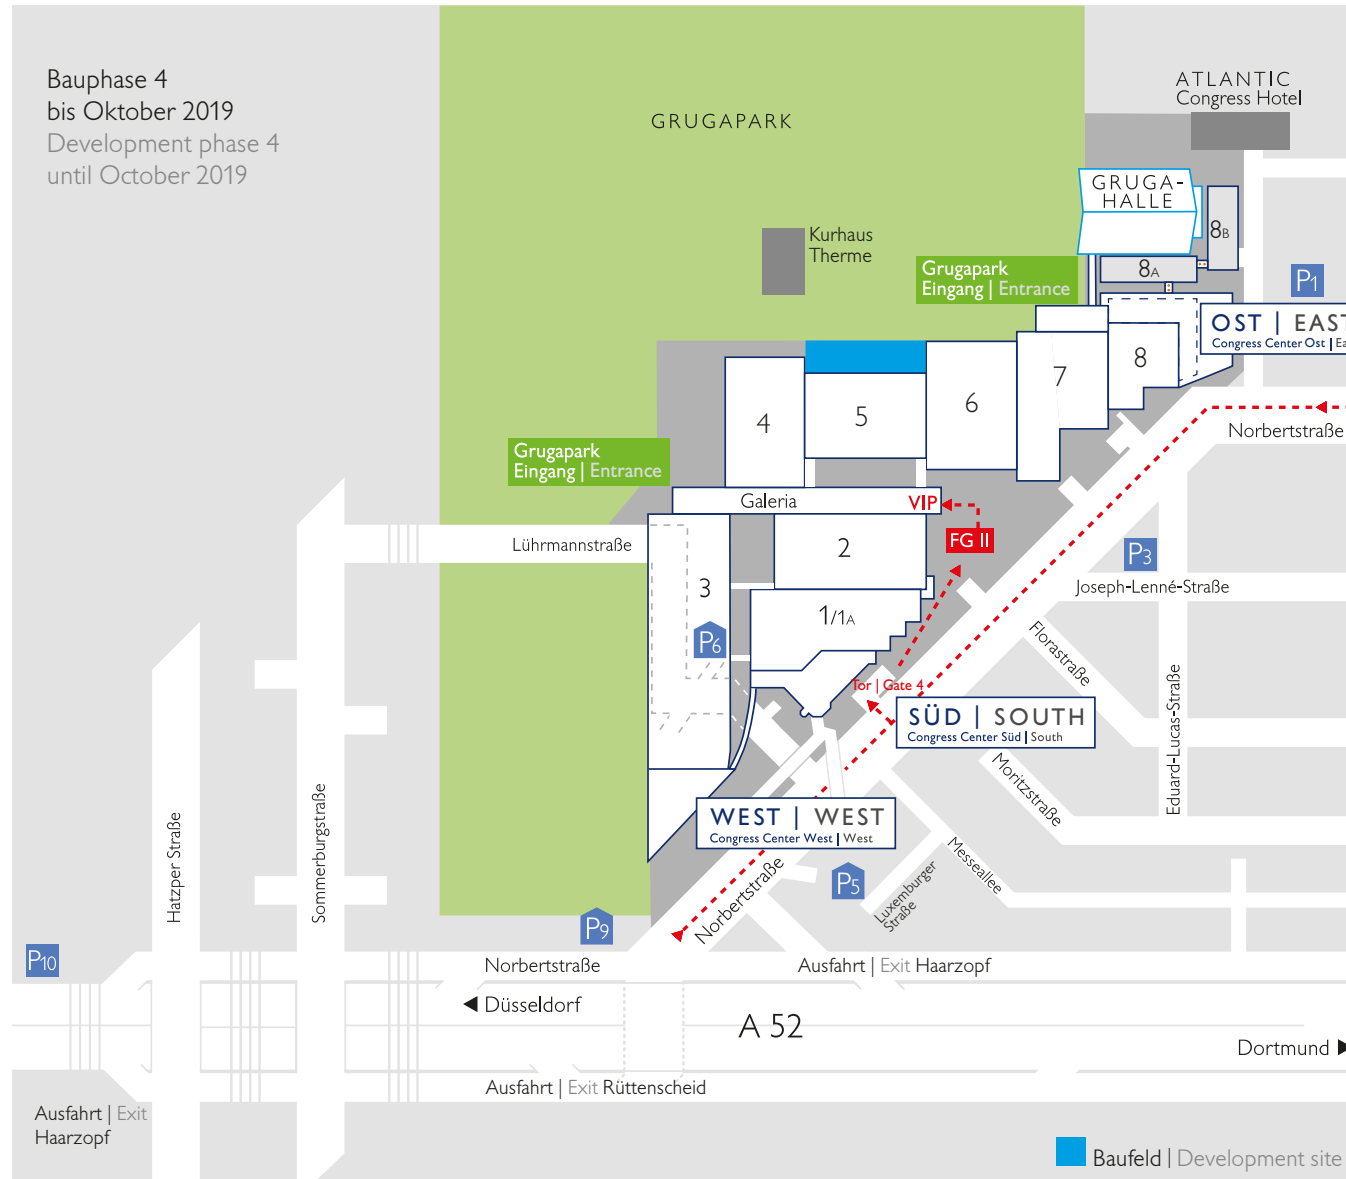 Bauphase 4
bis Oktober 2019
Development phase 4
until October 2019
GRUGAPARK
ATLANTIC
Congress Hotel
GRUGA-
HALLE
8B
8A
Kurhaus
Therme
Grugapark
Eingang | Entrance
P1
OST | EAST
Congress Center Ost | Ea
8
7
6
5
4
Norbertstraße
Grugapark
Eingang | Entrance
Galeria
VIP
FG II
Lührmannstraße
2
3
1/1A
P6
P3
Joseph-Lenné-Straße
Florastraße
Tor | Gate 4
SÜD | SOUTH
Congress Center Süd | South
Eduard-Lucas-Straße
Moritzstraße
WEST | WEST
Congress Center West | West
Hatzper Straße
Sommerburgstraße
Norbertstraße
P5
Luxemburger
Straße
Messeallee
P9
P10
Norbertstraße
Ausfahrt | Exit Haarzopf
Düsseldorf
A 52
Dortmund
Ausfahrt | Exit Rüttenscheid
Ausfahrt | Exit
Haarzopf
Baufeld | Development site